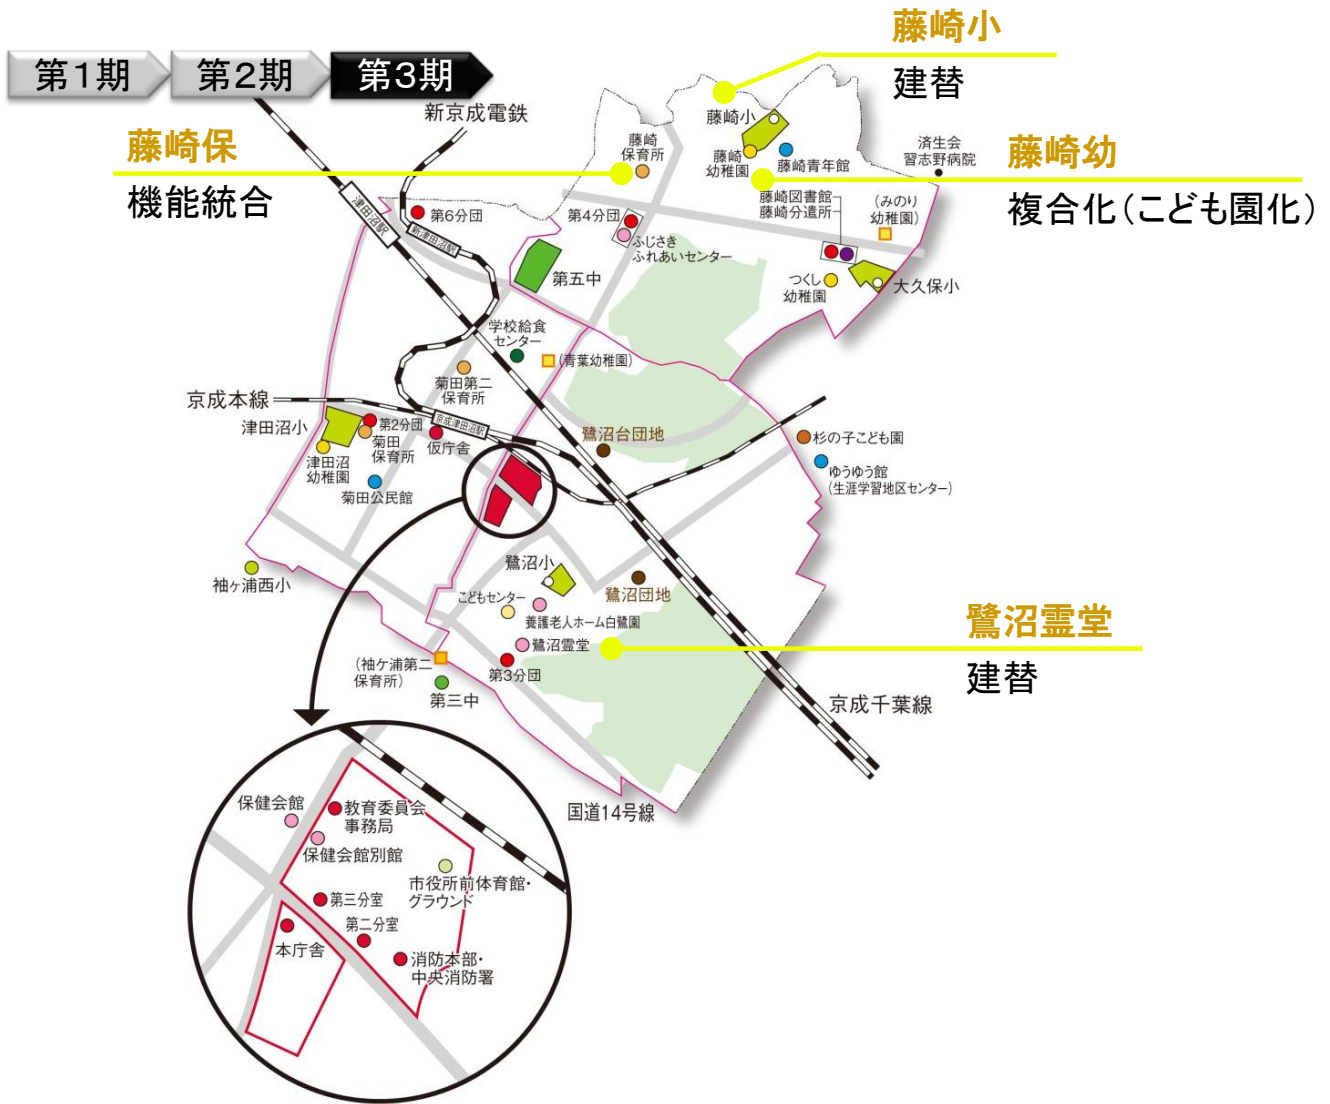 藤崎小
建替
第1期
第2期
第3期
新京成電鉄
藤崎保
機能統合
藤崎幼
複合化(こども園化)
藤崎
保育所
藤崎小
藤崎
幼稚園
藤崎青年館
済生会
習志野病院
津田沼駅
第6分団
新津田沼駅
第4分団
ふじさき
ふれあいセンター
藤崎図書館
藤崎分遣所
(みのり
幼稚園)
第五中
つくし
幼稚園
大久保小
学校給食
センター
(青葉幼稚園)
菊田第二
保育所
京成本線
津田沼小
第2分団
菊田
保育所
仮庁舎
京成津田沼駅
津田沼
幼稚園
菊田公民館
鷺沼台団地
杉の子こども園
ゆうゆう館
(生涯学習地区センター)
袖ヶ浦西小
鷺沼小
こどもセンター
養護老人ホーム白鷺園
鷺沼団地
鷺沼霊堂
第3分団
(袖ケ浦第二
保育所)
第三中
鷺沼霊堂
建替
京成千葉線
国道14号線
保健会館
教育委員会
事務局
保健会館別館
市役所前体育館・
グラウンド
第三分室
第二分室
本庁舎
消防本部・
中央消防署